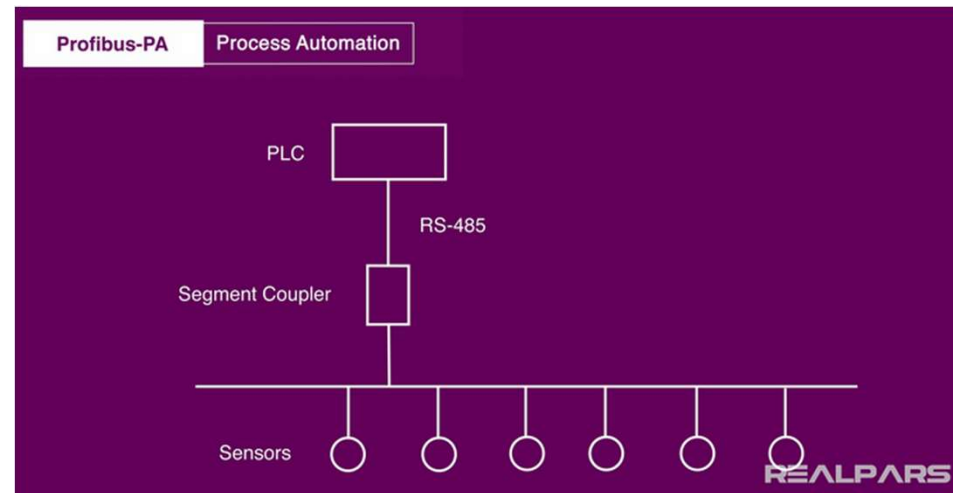 Profibus-PA
Process Automation
PLC
RS-485
Segment Coupler
Sensors
REALPARS